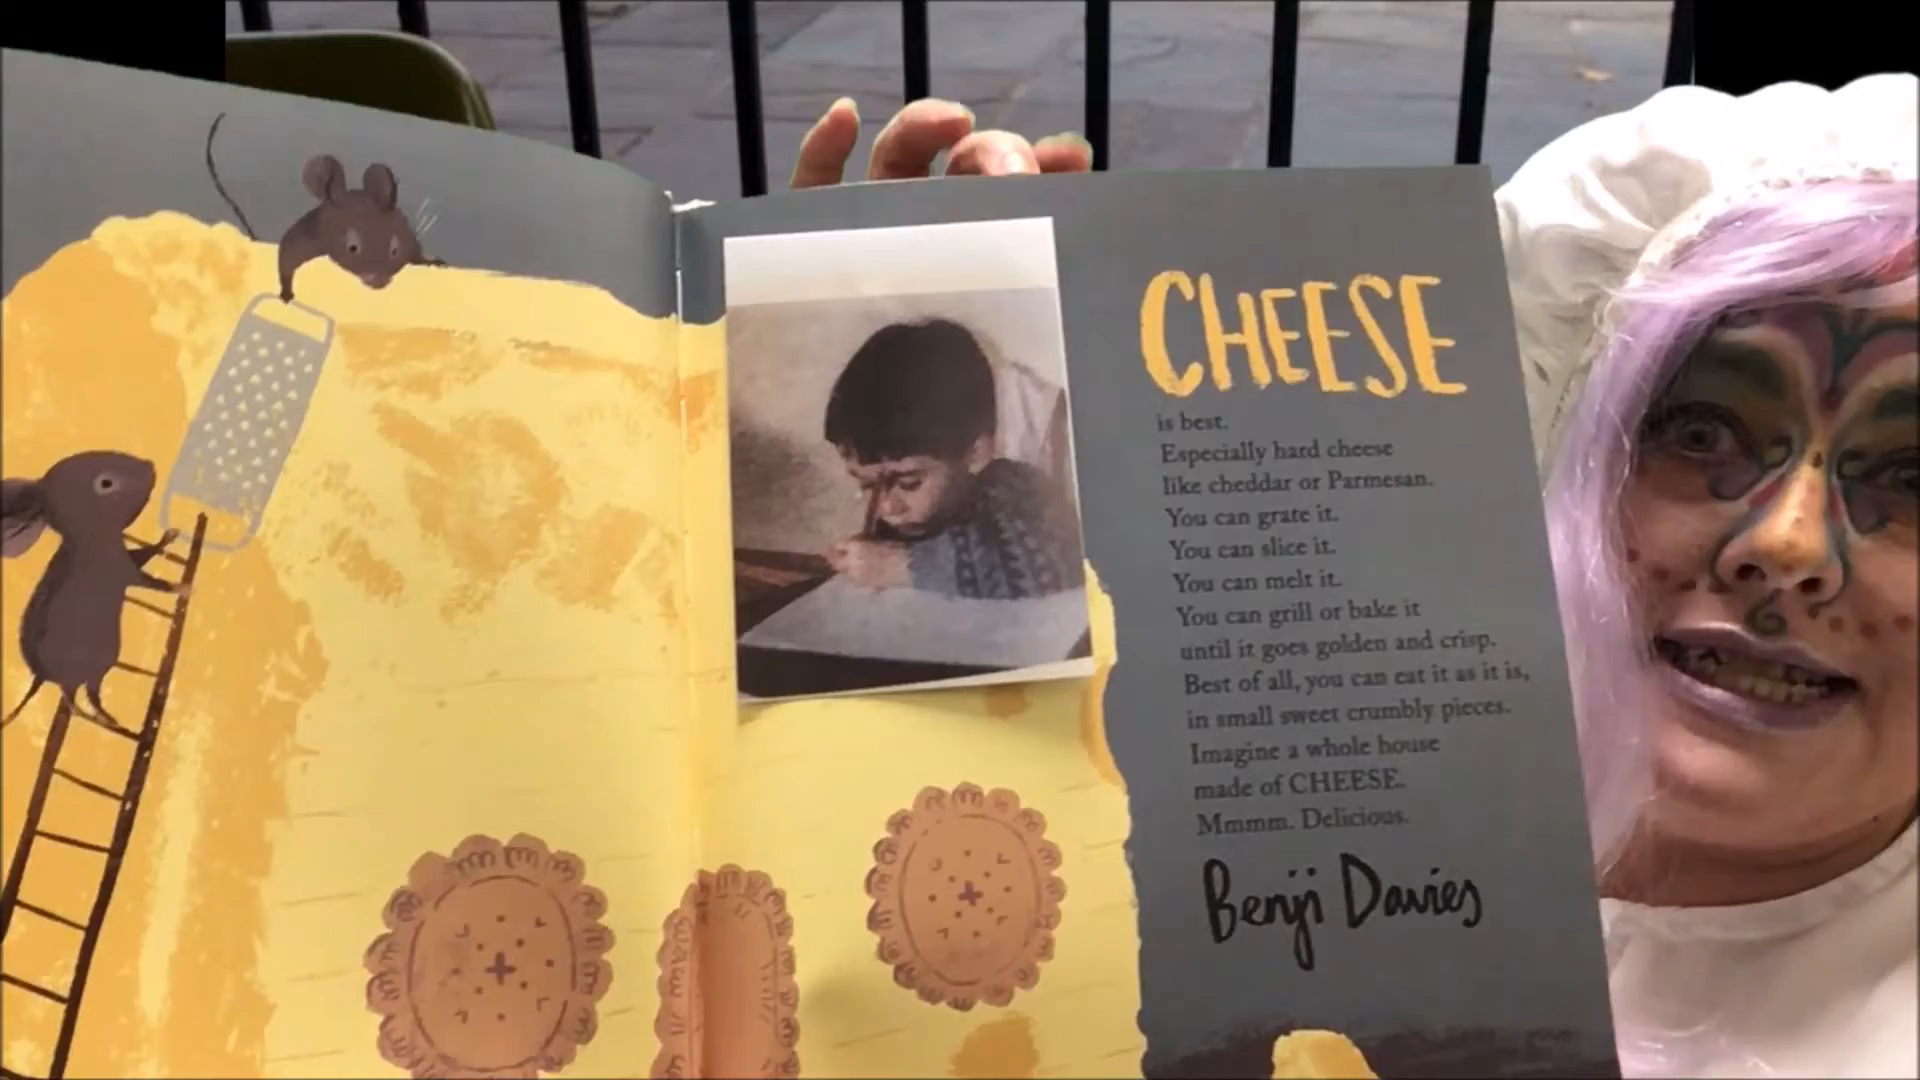 CHEESE
is best.
Especially hard cheese
like cheddar or Parmesan.
You can grate it.
You can slice it.
You can melt it.
You can grill or bake it
until it goes golden and crisp.
Best of all, you can eat it as it is,
in small sweet crumbly pieces.
Imagine a whole house
made of CHEESE.
Mmmm. Delicious.
Benji Davies